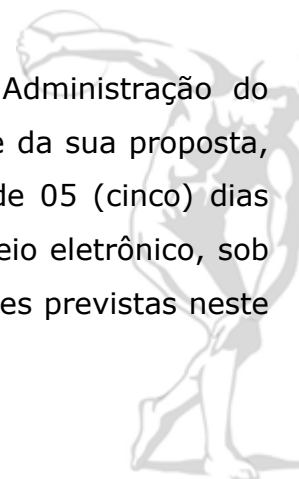 Administração do
e da sua proposta,
de 05 (cinco) dias
eio eletrônico, sob
es previstas neste